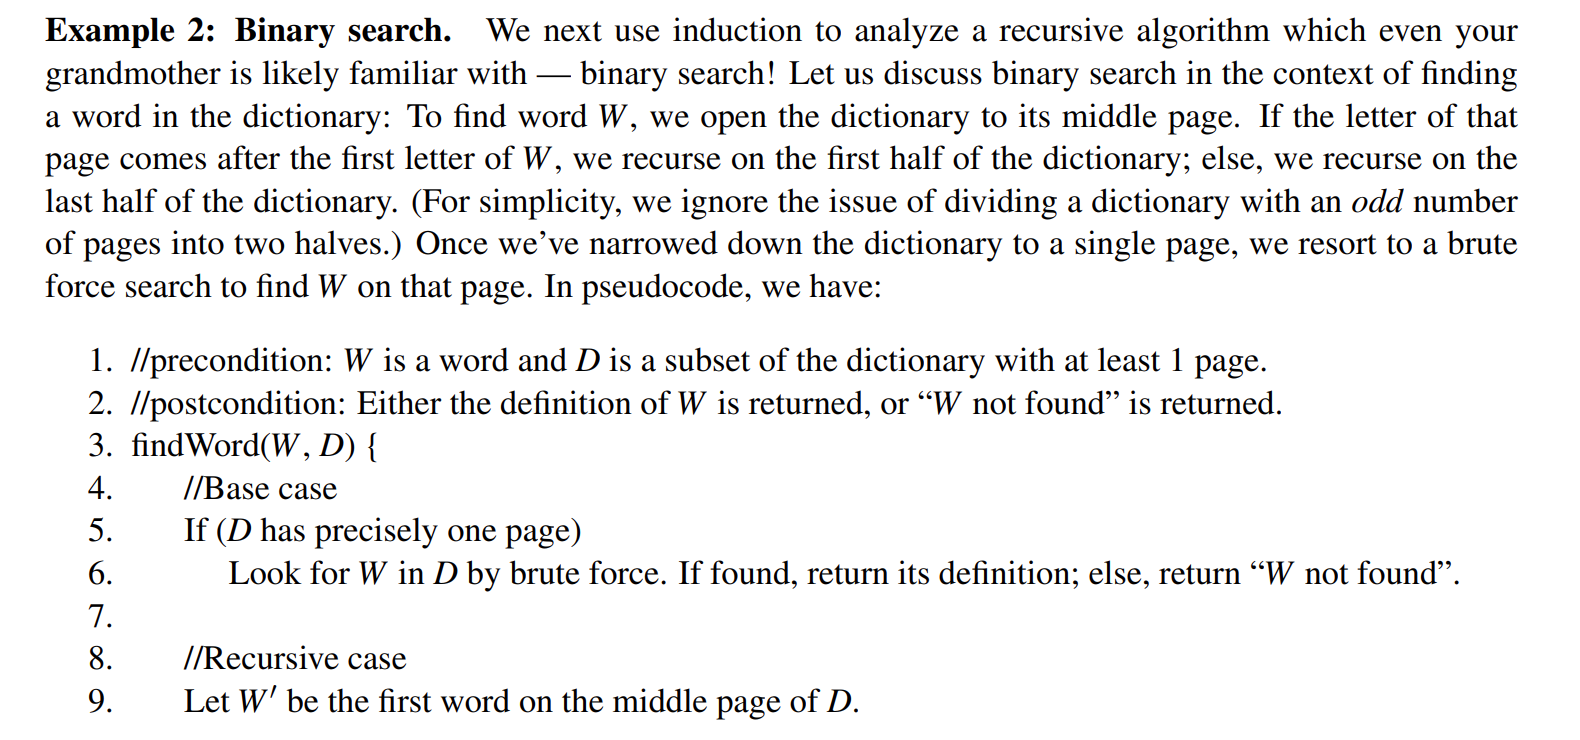 Example 2: Binary search. We next use induction to analyze a recursive algorithm which even your
grandmother is likely familiar with — binary search! Let us discuss binary search in the context of finding
a word in the dictionary: To find word W, we open the dictionary to its middle page. If the letter of that
page comes after the first letter of W, we recurse on the first half of the dictionary; else, we recurse on the
last half of the dictionary. (For simplicity, we ignore the issue of dividing a dictionary with an odd number
of pages into two halves.) Once we’ve narrowed down the dictionary to a single page, we resort to a brute
force search to find W on that page. In pseudocode, we have:
1. //precondition: W is a word and D is a subset of the dictionary with at least 1 page.
2. //postcondition: Either the definition of W is returned, or “W not found” is returned.
3. findWord(W, D) {
4. //Base case
5. If (D has precisely one page)
6. Look for W in D by brute force. If found, return its definition; else, return “W not found”.
7.
8. //Recursive case
9. Let W′ be the first word on the middle page of D.